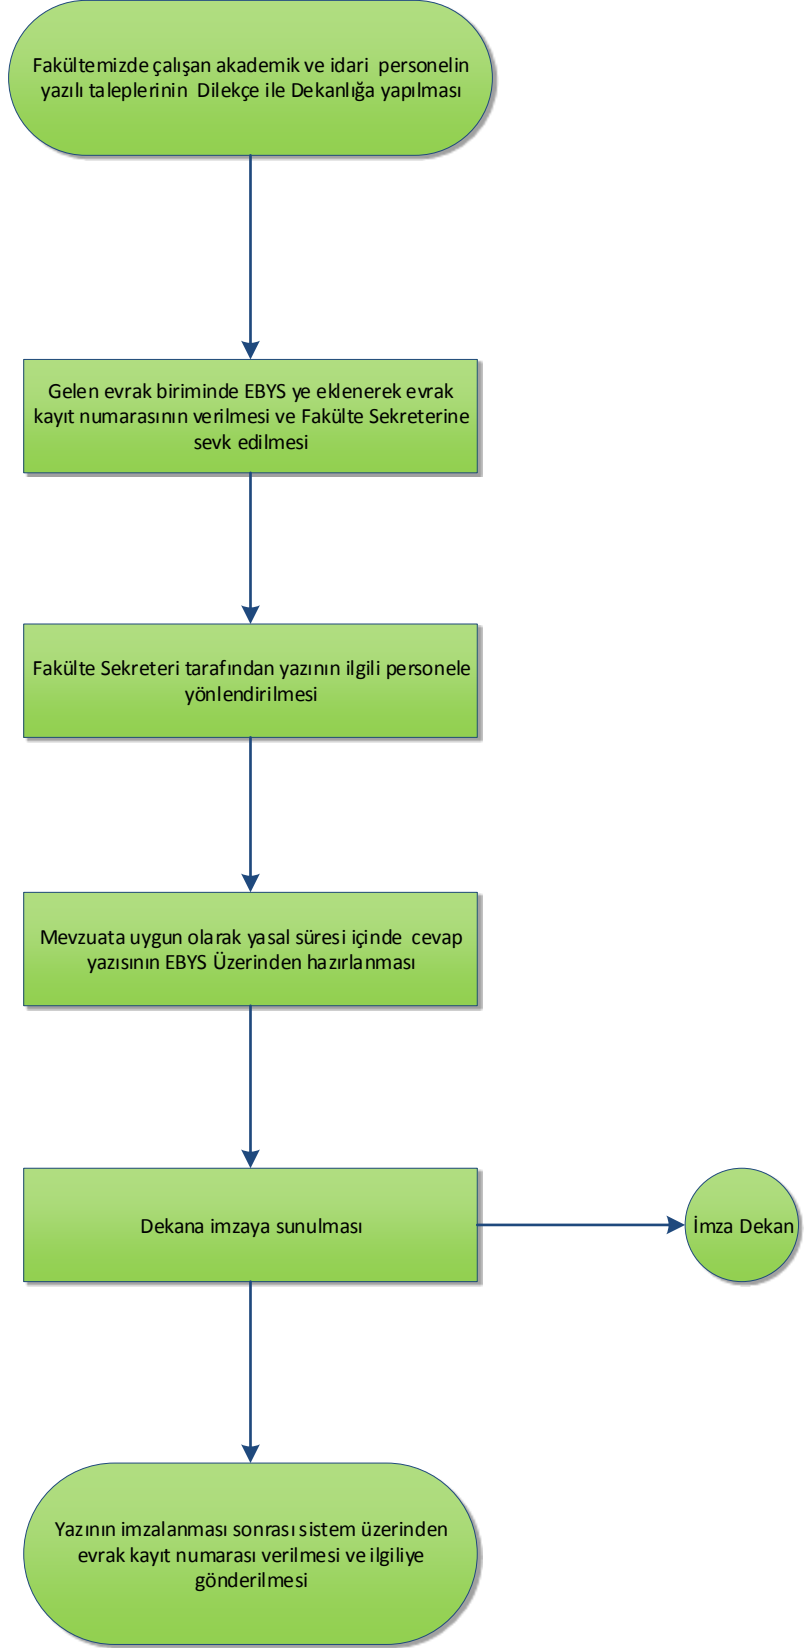 Fakültemizde çalışan akademik ve idari personelin
yazılı taleplerinin Dilekçe ile Dekanlığa yapılması
Gelen evrak biriminde EBYS ye eklenerek evrak
kayıt numarasının verilmesi ve Fakülte Sekreterine
sevk edilmesi
Fakülte Sekreteri tarafından yazının ilgili personele
yönlendirilmesi
Mevzuata uygun olarak yasal süresi içinde cevap
yazısının EBYS Üzerinden hazırlanması
Dekana imzaya sunulması
İmza Dekan
Yazının imzalanması sonrası sistem üzerinden
evrak kayıt numarası verilmesi ve ilgiliye
gönderilmesi